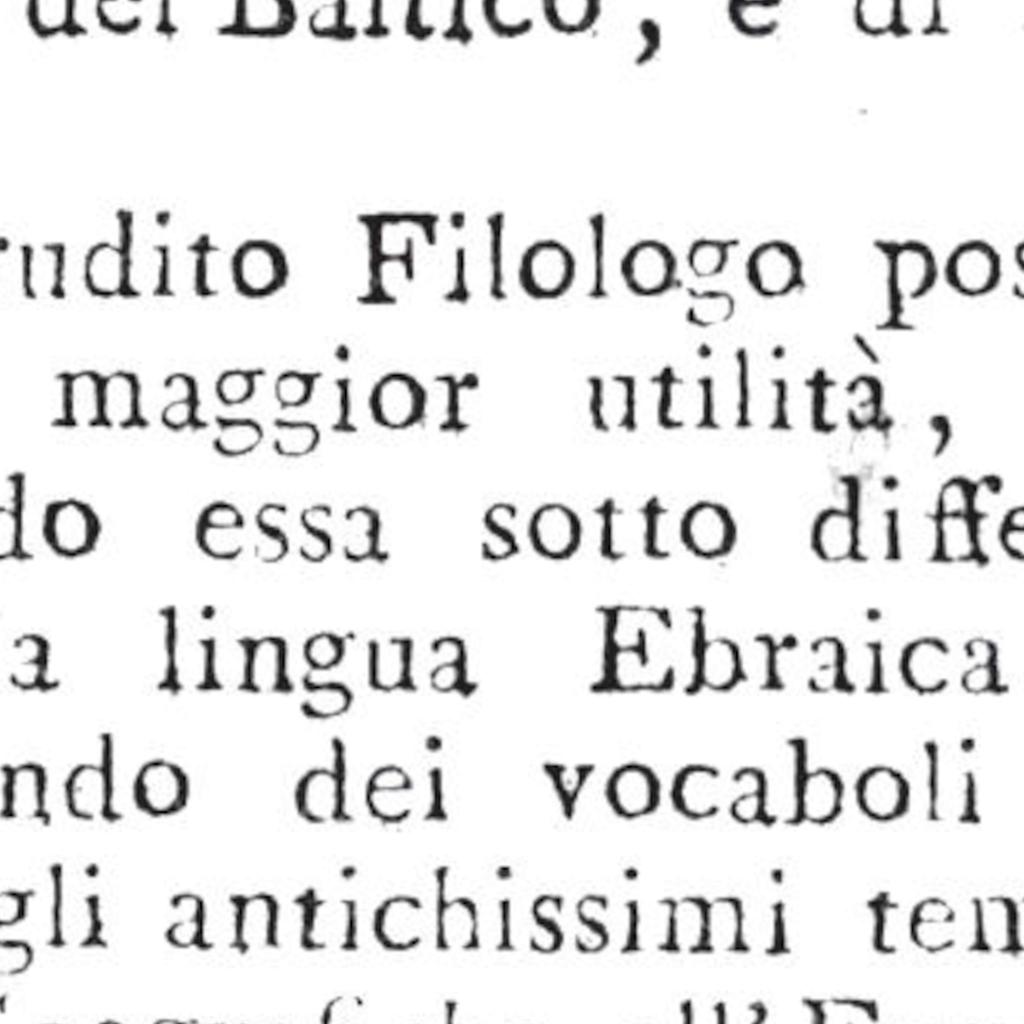 del Baltico, e di
rudito Filologo pos
maggior utilità,
do essa sotto diffe
la lingua Ebraica
ndo dei vocaboli
gli antichissimi tem